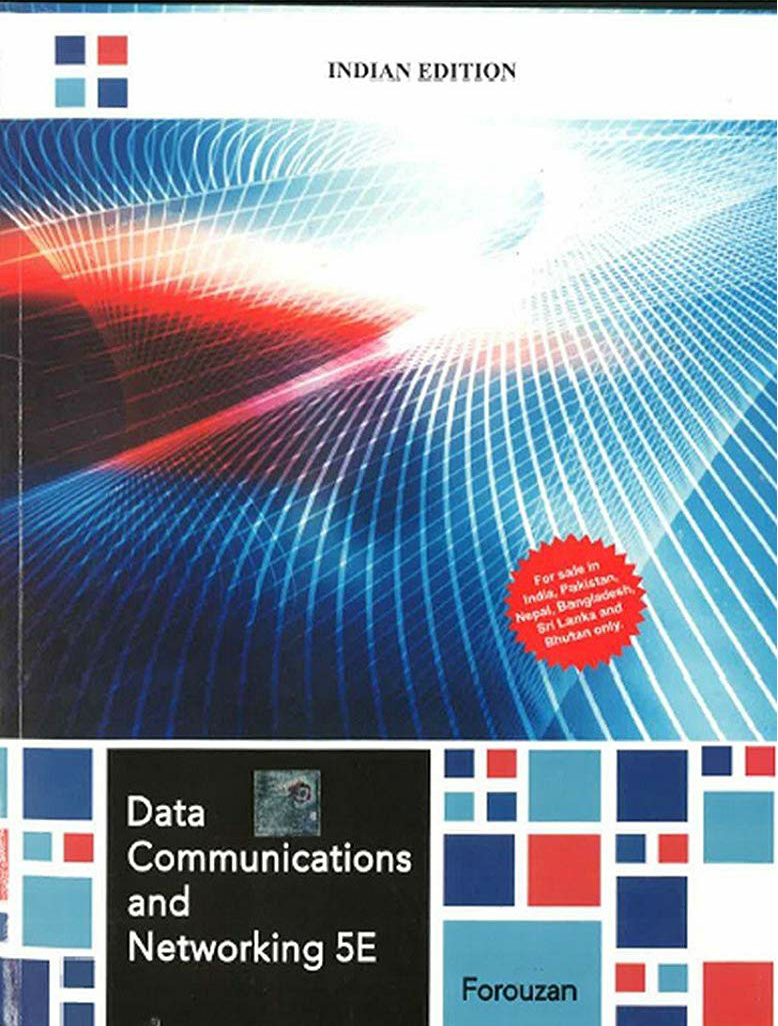 INDIAN EDITION
For sale in
India, Pakistan,
Nepal, Bangladesh,
Sri Lanka and
Bhutan only.
Data
Communications
and
Networking 5E
Forouzan